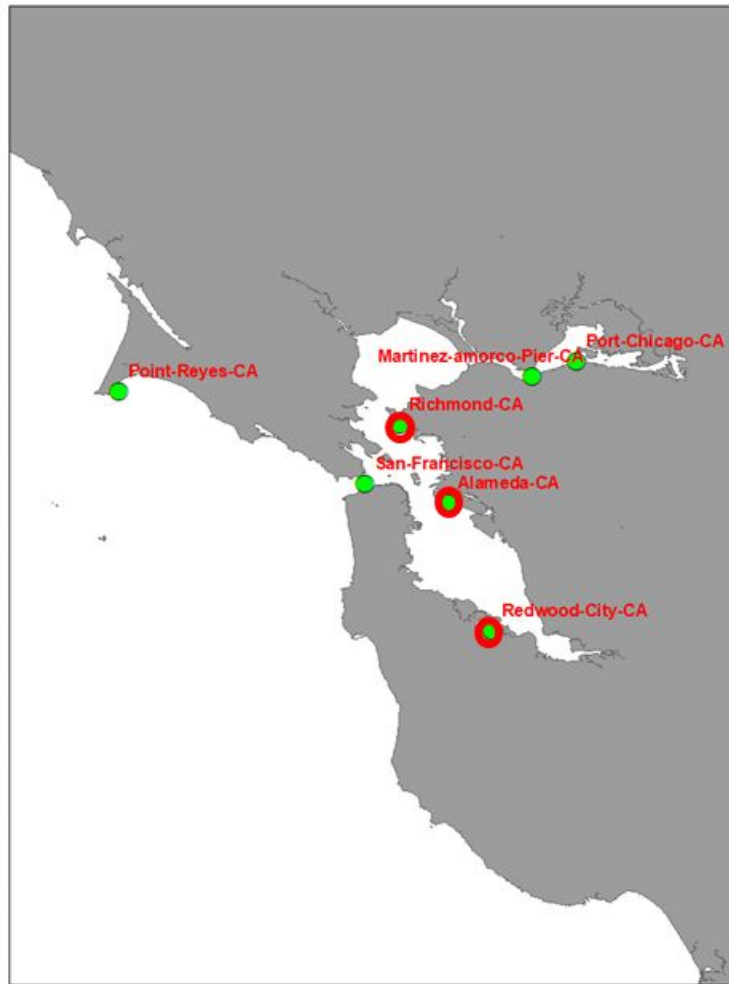 Port-Chicago-CA
Martinez-amorco-Pier-CA
Point-Reyes-CA
Richmond-CA
San-Francisco-CA
Alameda-CA
Redwood-City-CA